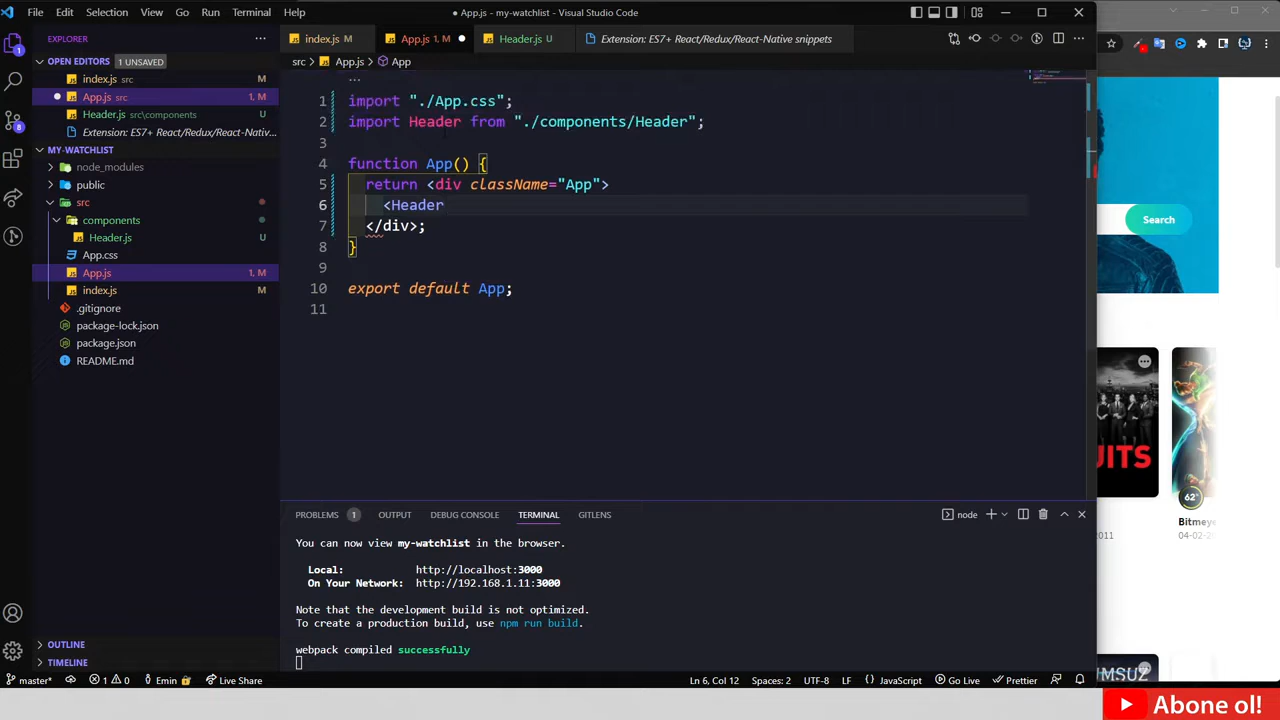 File Edit Selection View Go Run Terminal Help
● App.js - my-watchlist - Visual Studio Code
EXPLORER
index.js M
App.js 1, M
Header.js U
Extension: ES7+ React/Redux/React-Native snippets
OPEN EDITORS 1 UNSAVED
index.js src M
App.js src 1, M
Header.js src\components U
Extension: ES7+ React/Redux/React-Nativ...
MY-WATCHLIST
node_modules
public
src
components
Header.js U
App.css
App.js 1, M
index.js M
.gitignore
package-lock.json
package.json
README.md
OUTLINE
TIMELINE
src > App.js > App
...
1 import "./App.css";
2 import Header from "./components/Header";
3
4 function App() {
5 return <div className="App">
6 <Header
7 </div>;
8 }
9
10 export default App;
11
PROBLEMS 1 OUTPUT DEBUG CONSOLE TERMINAL GITLENS
node
You can now view my-watchlist in the browser.
Local: http://localhost:3000
On Your Network: http://192.168.1.11:3000
Note that the development build is not optimized.
To create a production build, use npm run build.
webpack compiled successfully
master* 1 0 Emin Live Share
Ln 6, Col 12 Spaces: 2 UTF-8 LF { } JavaScript Go Live Prettier
Search
UITS
62*
Bitmeye
2011 04-02-2
MSUZ
Abone ol!